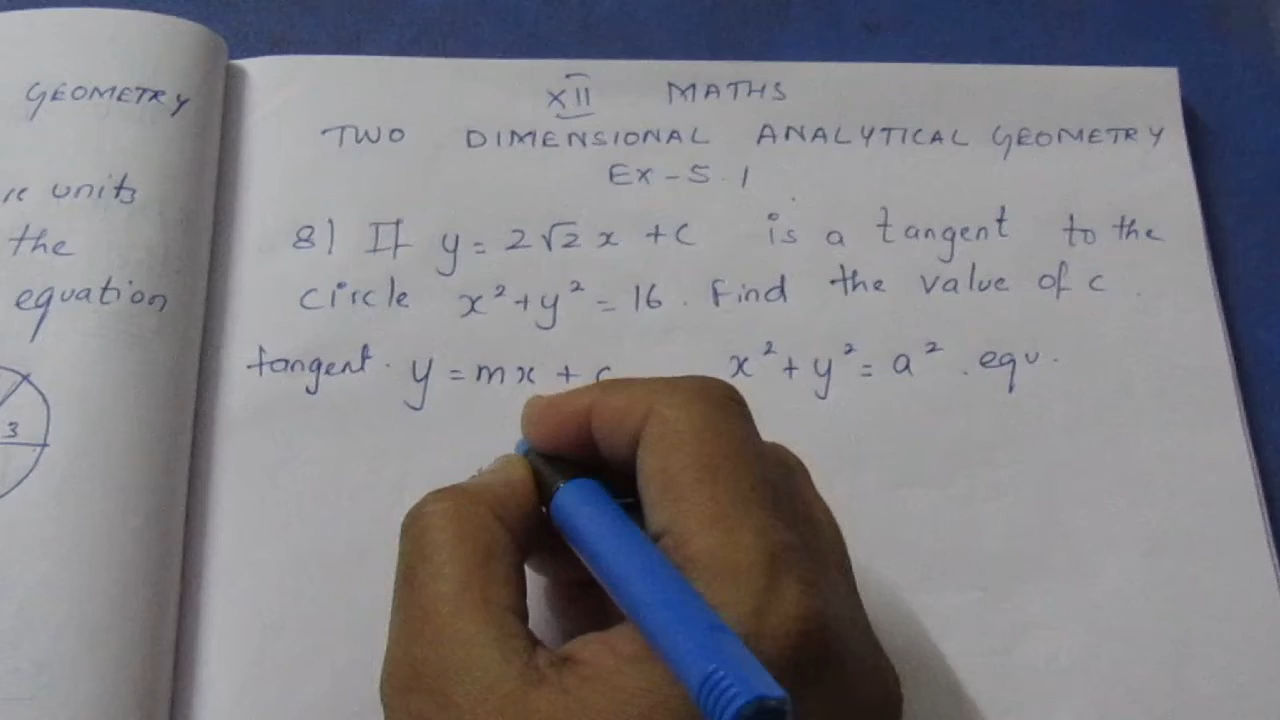 GEOMETRY
units
the
equation
3
XII MATHS
TWO DIMENSIONAL ANALYTICAL GEOMETRY
Ex-5.1
8) If y = 2√2 x + c is a tangent to the
circle x² + y² = 16. Find the value of c.
tangent. y = mx + c x² + y² = a². equ.